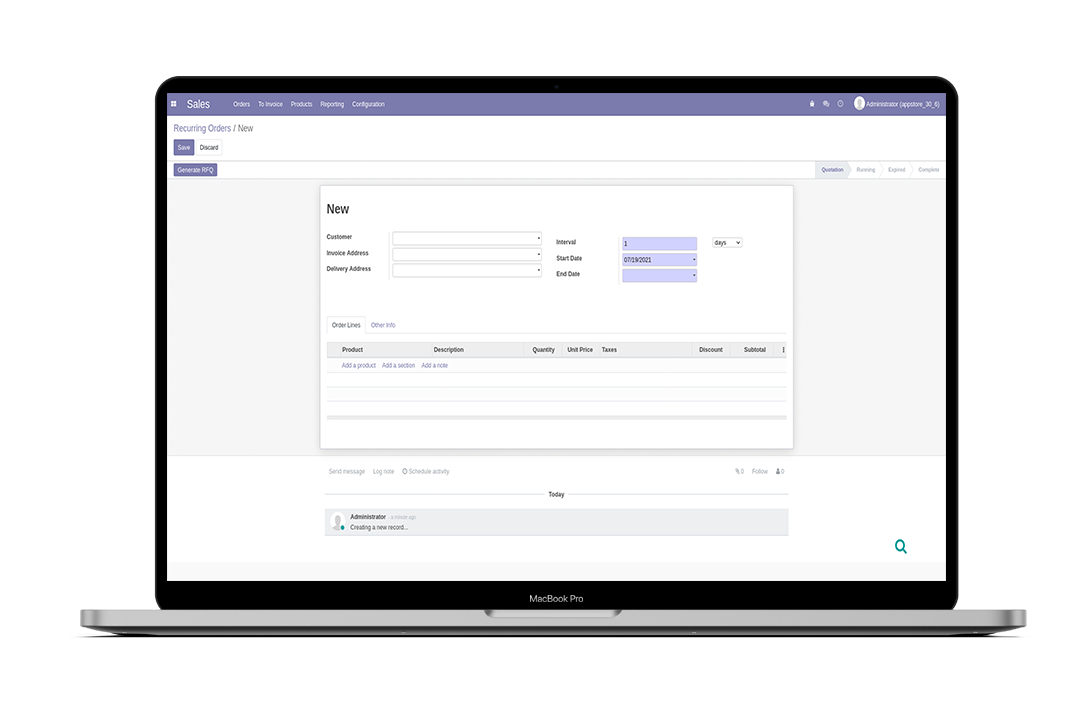 Sales Orders To Invoice Products Reporting Configuration Administrator (appstore_30_6)
Recurring Orders / New
Save Discard
Generate RFQ Quotation Running Expired Complete
New
Customer
Invoice Address
Delivery Address
Interval 1 days
Start Date 07/19/2021
End Date
Order Lines Other Info
Product Description Quantity Unit Price Taxes Discount Subtotal
Add a product Add a section Add a note
Send message Log note Schedule activity 0 Follow 0
Today
Administrator - a minute ago
Creating a new record...
MacBook Pro